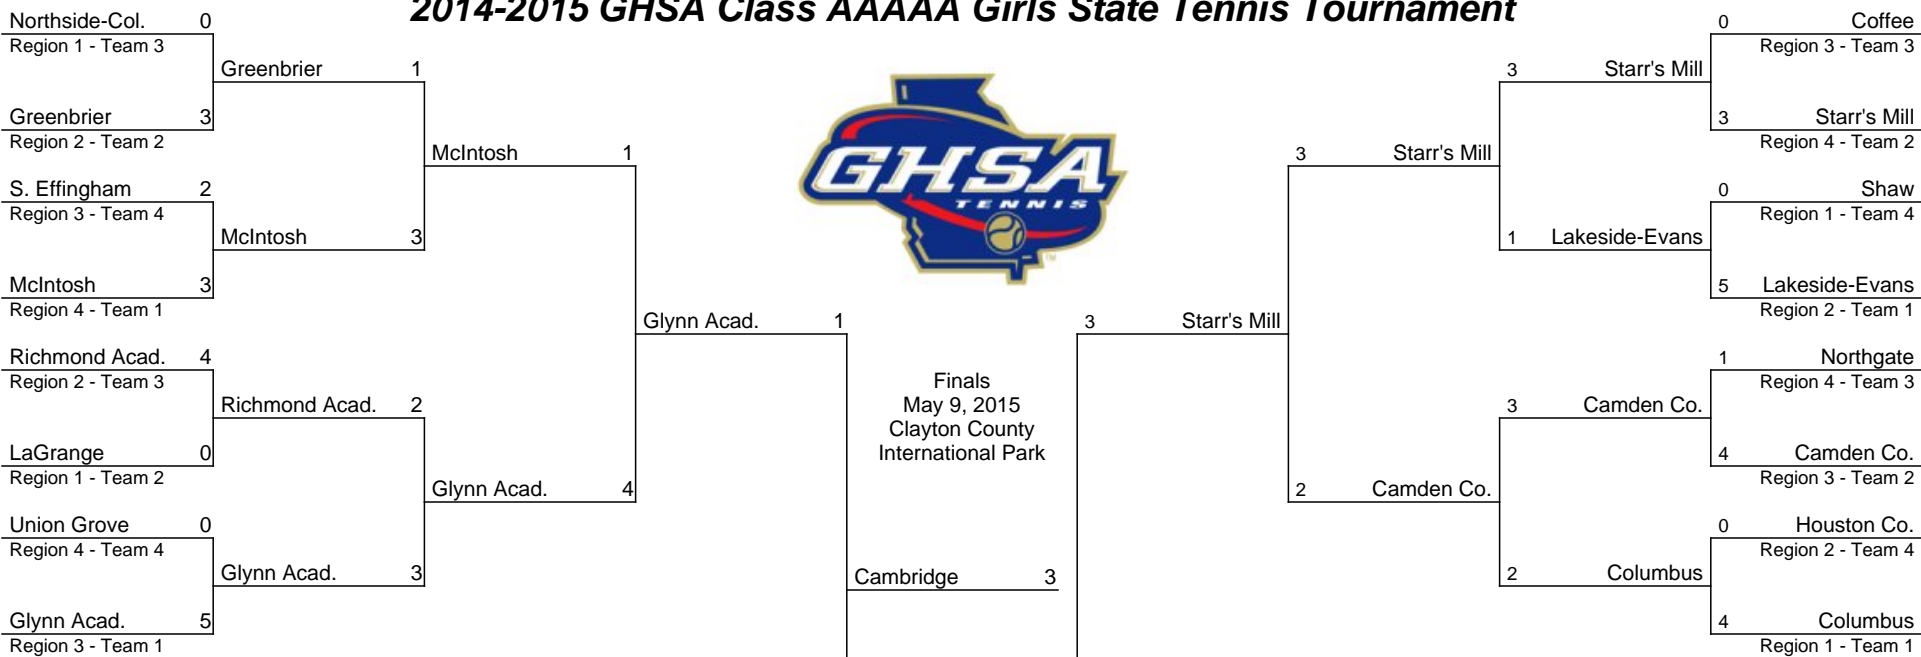 2014-2015 GHSA Class AAAAA Girls State Tennis Tournament
Northside-Col. 0
Region 1 - Team 3
Greenbrier 1
Greenbrier 3
Region 2 - Team 2
McIntosh 1
S. Effingham 2
Region 3 - Team 4
McIntosh 3
McIntosh 3
Region 4 - Team 1
Glynn Acad. 1
Richmond Acad. 4
Region 2 - Team 3
Richmond Acad. 2
LaGrange 0
Region 1 - Team 2
Glynn Acad. 4
Union Grove 0
Region 4 - Team 4
Glynn Acad. 3
Glynn Acad. 5
Region 3 - Team 1
GHSA
TENNIS
TM
Finals
May 9, 2015
Clayton County
International Park
Cambridge 3
0 Coffee
Region 3 - Team 3
3 Starr's Mill
3 Starr's Mill
Region 4 - Team 2
3 Starr's Mill
0 Shaw
Region 1 - Team 4
1 Lakeside-Evans
5 Lakeside-Evans
Region 2 - Team 1
3 Starr's Mill
1 Northgate
Region 4 - Team 3
3 Camden Co.
4 Camden Co.
Region 3 - Team 2
2 Camden Co.
0 Houston Co.
Region 2 - Team 4
2 Columbus
4 Columbus
Region 1 - Team 1